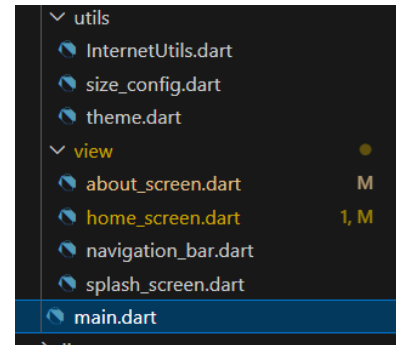 utils
InternetUtils.dart
size_config.dart
theme.dart
view
about_screen.dart M
home_screen.dart 1, M
navigation_bar.dart
splash_screen.dart
main.dart